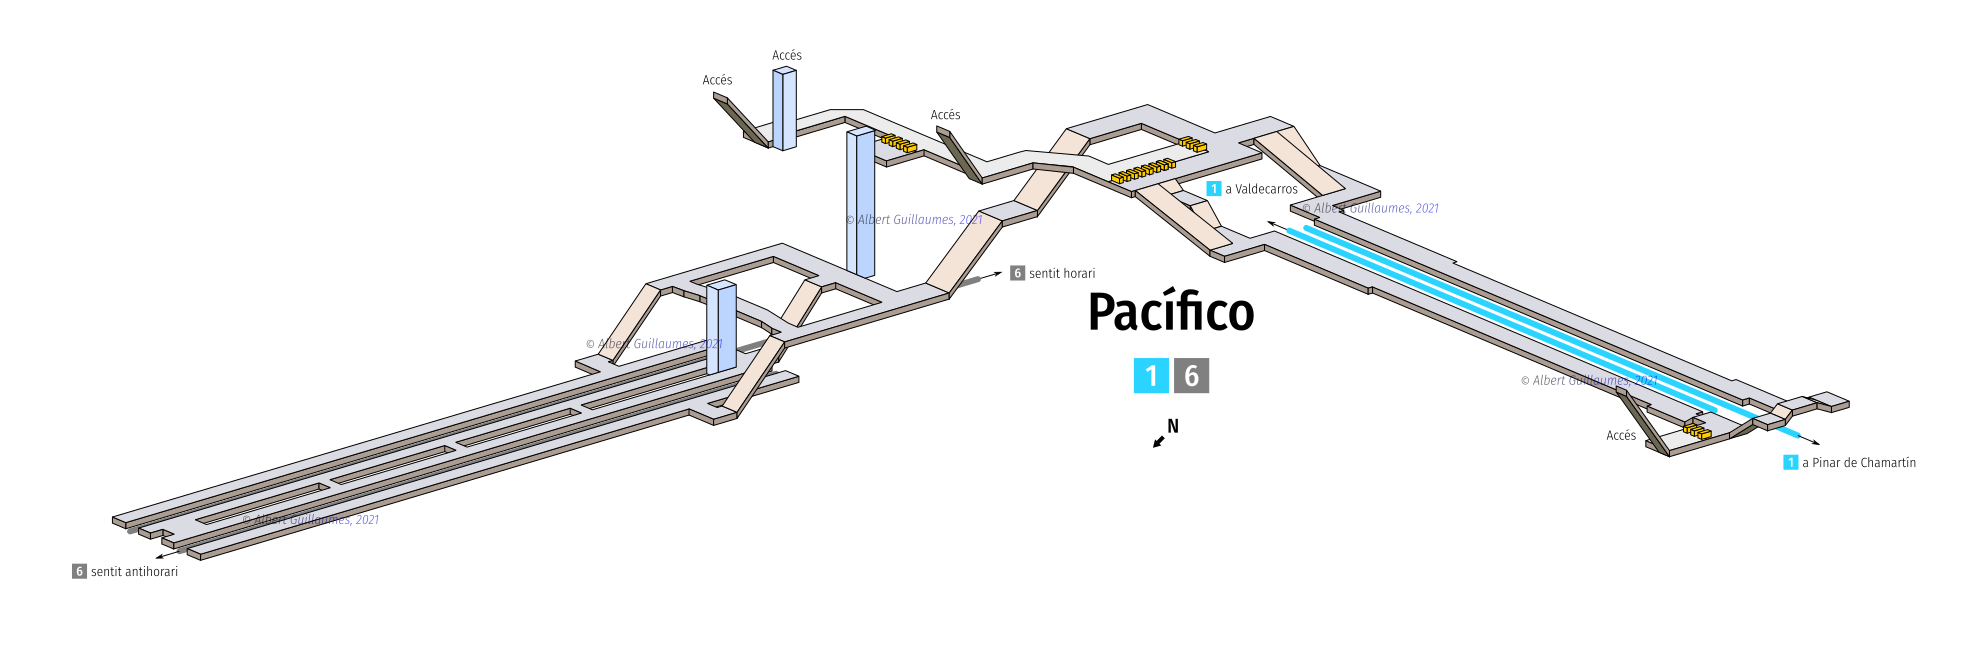 Accés
Accés
Accés
1 a Valdecarros
© Albert Guillaumes, 2021
© Albert Guillaumes, 2021
6 sentit horari
Pacífico
© Albert Guillaumes, 2021
1 6
© Albert Guillaumes, 2021
N
Accés
1 a Pinar de Chamartín
© Albert Guillaumes, 2021
6 sentit antihorari